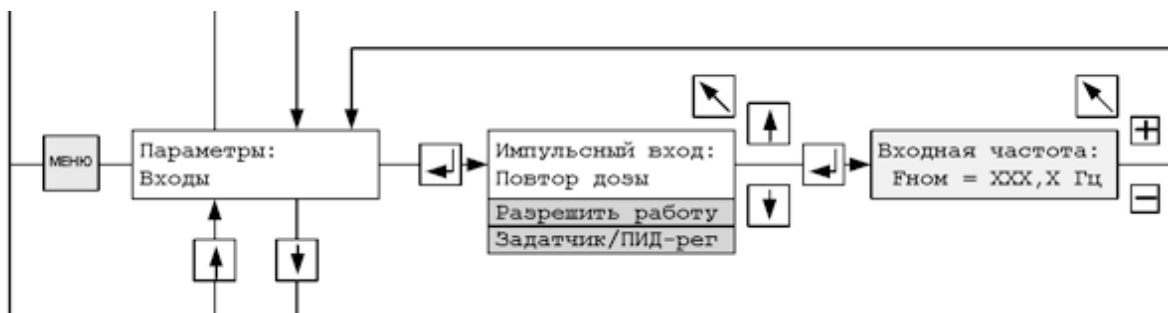 МЕНЮ
Параметры:
Входы
Импульсный вход:
Повтор дозы
Разрешить работу
Задатчик/ПИД-рег
Входная частота:
Fном = XXX,X Гц